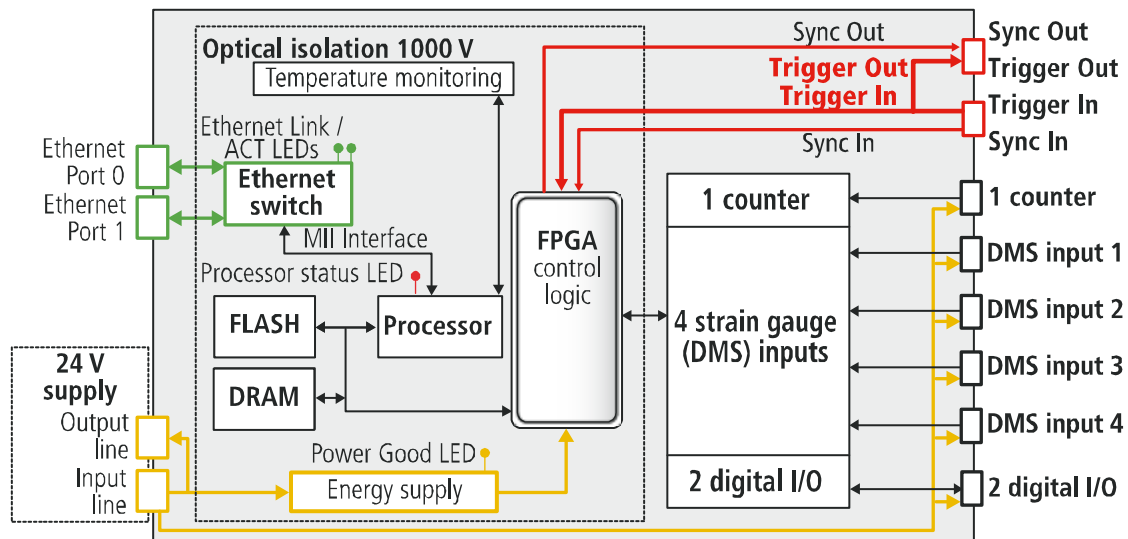 Optical isolation 1000 V
Temperature monitoring
Ethernet Link /
ACT LEDs
Ethernet
Port 0
Ethernet
Port 1
Ethernet
switch
MII Interface
Processor status LED
FLASH
Processor
DRAM
24 V
supply
Output
line
Input
line
Power Good LED
Energy supply
FPGA
control
logic
Sync Out
Trigger Out
Trigger In
Sync In
1 counter
4 strain gauge
(DMS) inputs
2 digital I/O
Sync Out
Trigger Out
Trigger In
Sync In
1 counter
DMS input 1
DMS input 2
DMS input 3
DMS input 4
2 digital I/O